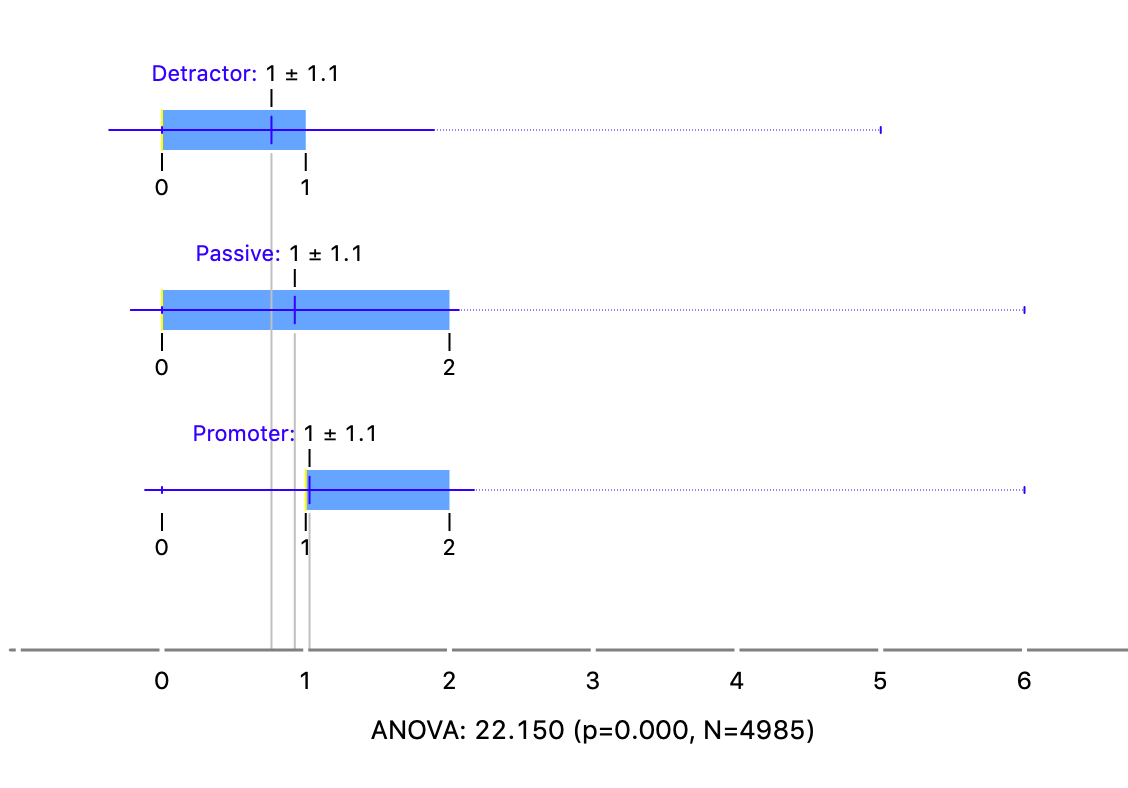 Detractor: 1 ± 1.1
0 1
Passive: 1 ± 1.1
0 2
Promoter: 1 ± 1.1
0 1 2
0 1 2 3 4 5 6
ANOVA: 22.150 (p=0.000, N=4985)